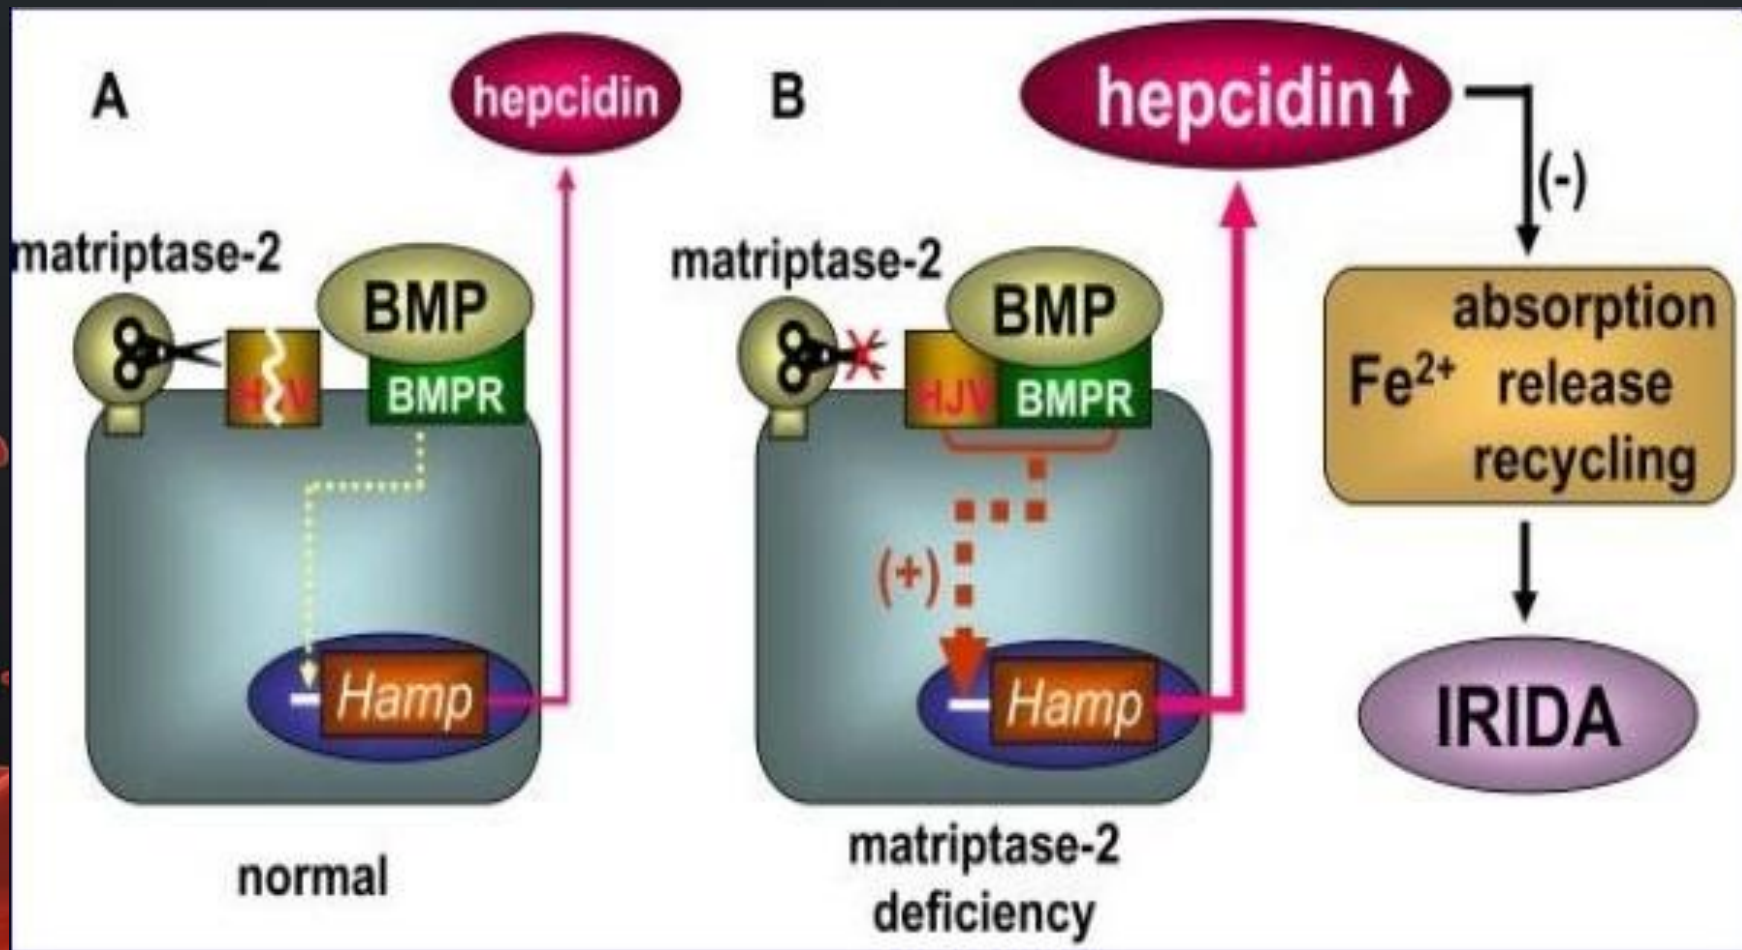 A
hepcidin
matriptase-2
BMP
HJV
BMPR
Hamp
normal
B
hepcidin↑
(-)
matriptase-2
BMP
HJV
BMPR
(+)
Hamp
matriptase-2
deficiency
absorption
Fe²⁺ release
recycling
IRIDA